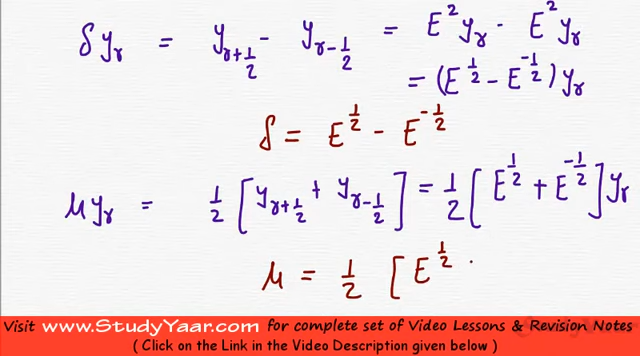 δy_r = y_{r+1/2} - y_{r-1/2} = E^2 y_r - E^2 y_r
= (E^{1/2} - E^{-1/2}) y_r
δ = E^{1/2} - E^{-1/2}
μy_r = 1/2 [y_{r+1/2} + y_{r-1/2}] = 1/2 [E^{1/2} + E^{-1/2}] y_r
μ = 1/2 [E^{1/2}
Visit www.StudyYaar.com for complete set of Video Lessons & Revision Notes
( Click on the Link in the Video Description given below )